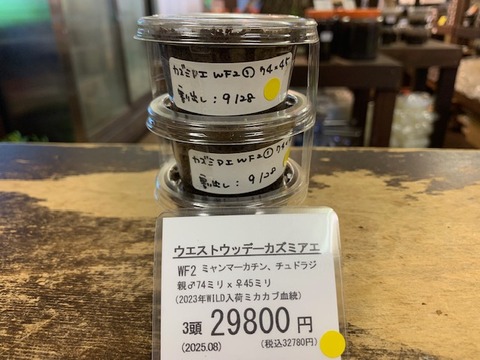 カズミアエ WF2① 74×45
割り出し：9/28
カズミアエ WF2①
割り出し：9/28
ウエストウッデーカズミアエ
WF2 ミャンマーカチン、チュドラジ
親♂74ミリ x ♀45ミリ
(2023年WILD入荷ミカカブ血統)
3頭 29800円
(2025.08) (税込32780円)